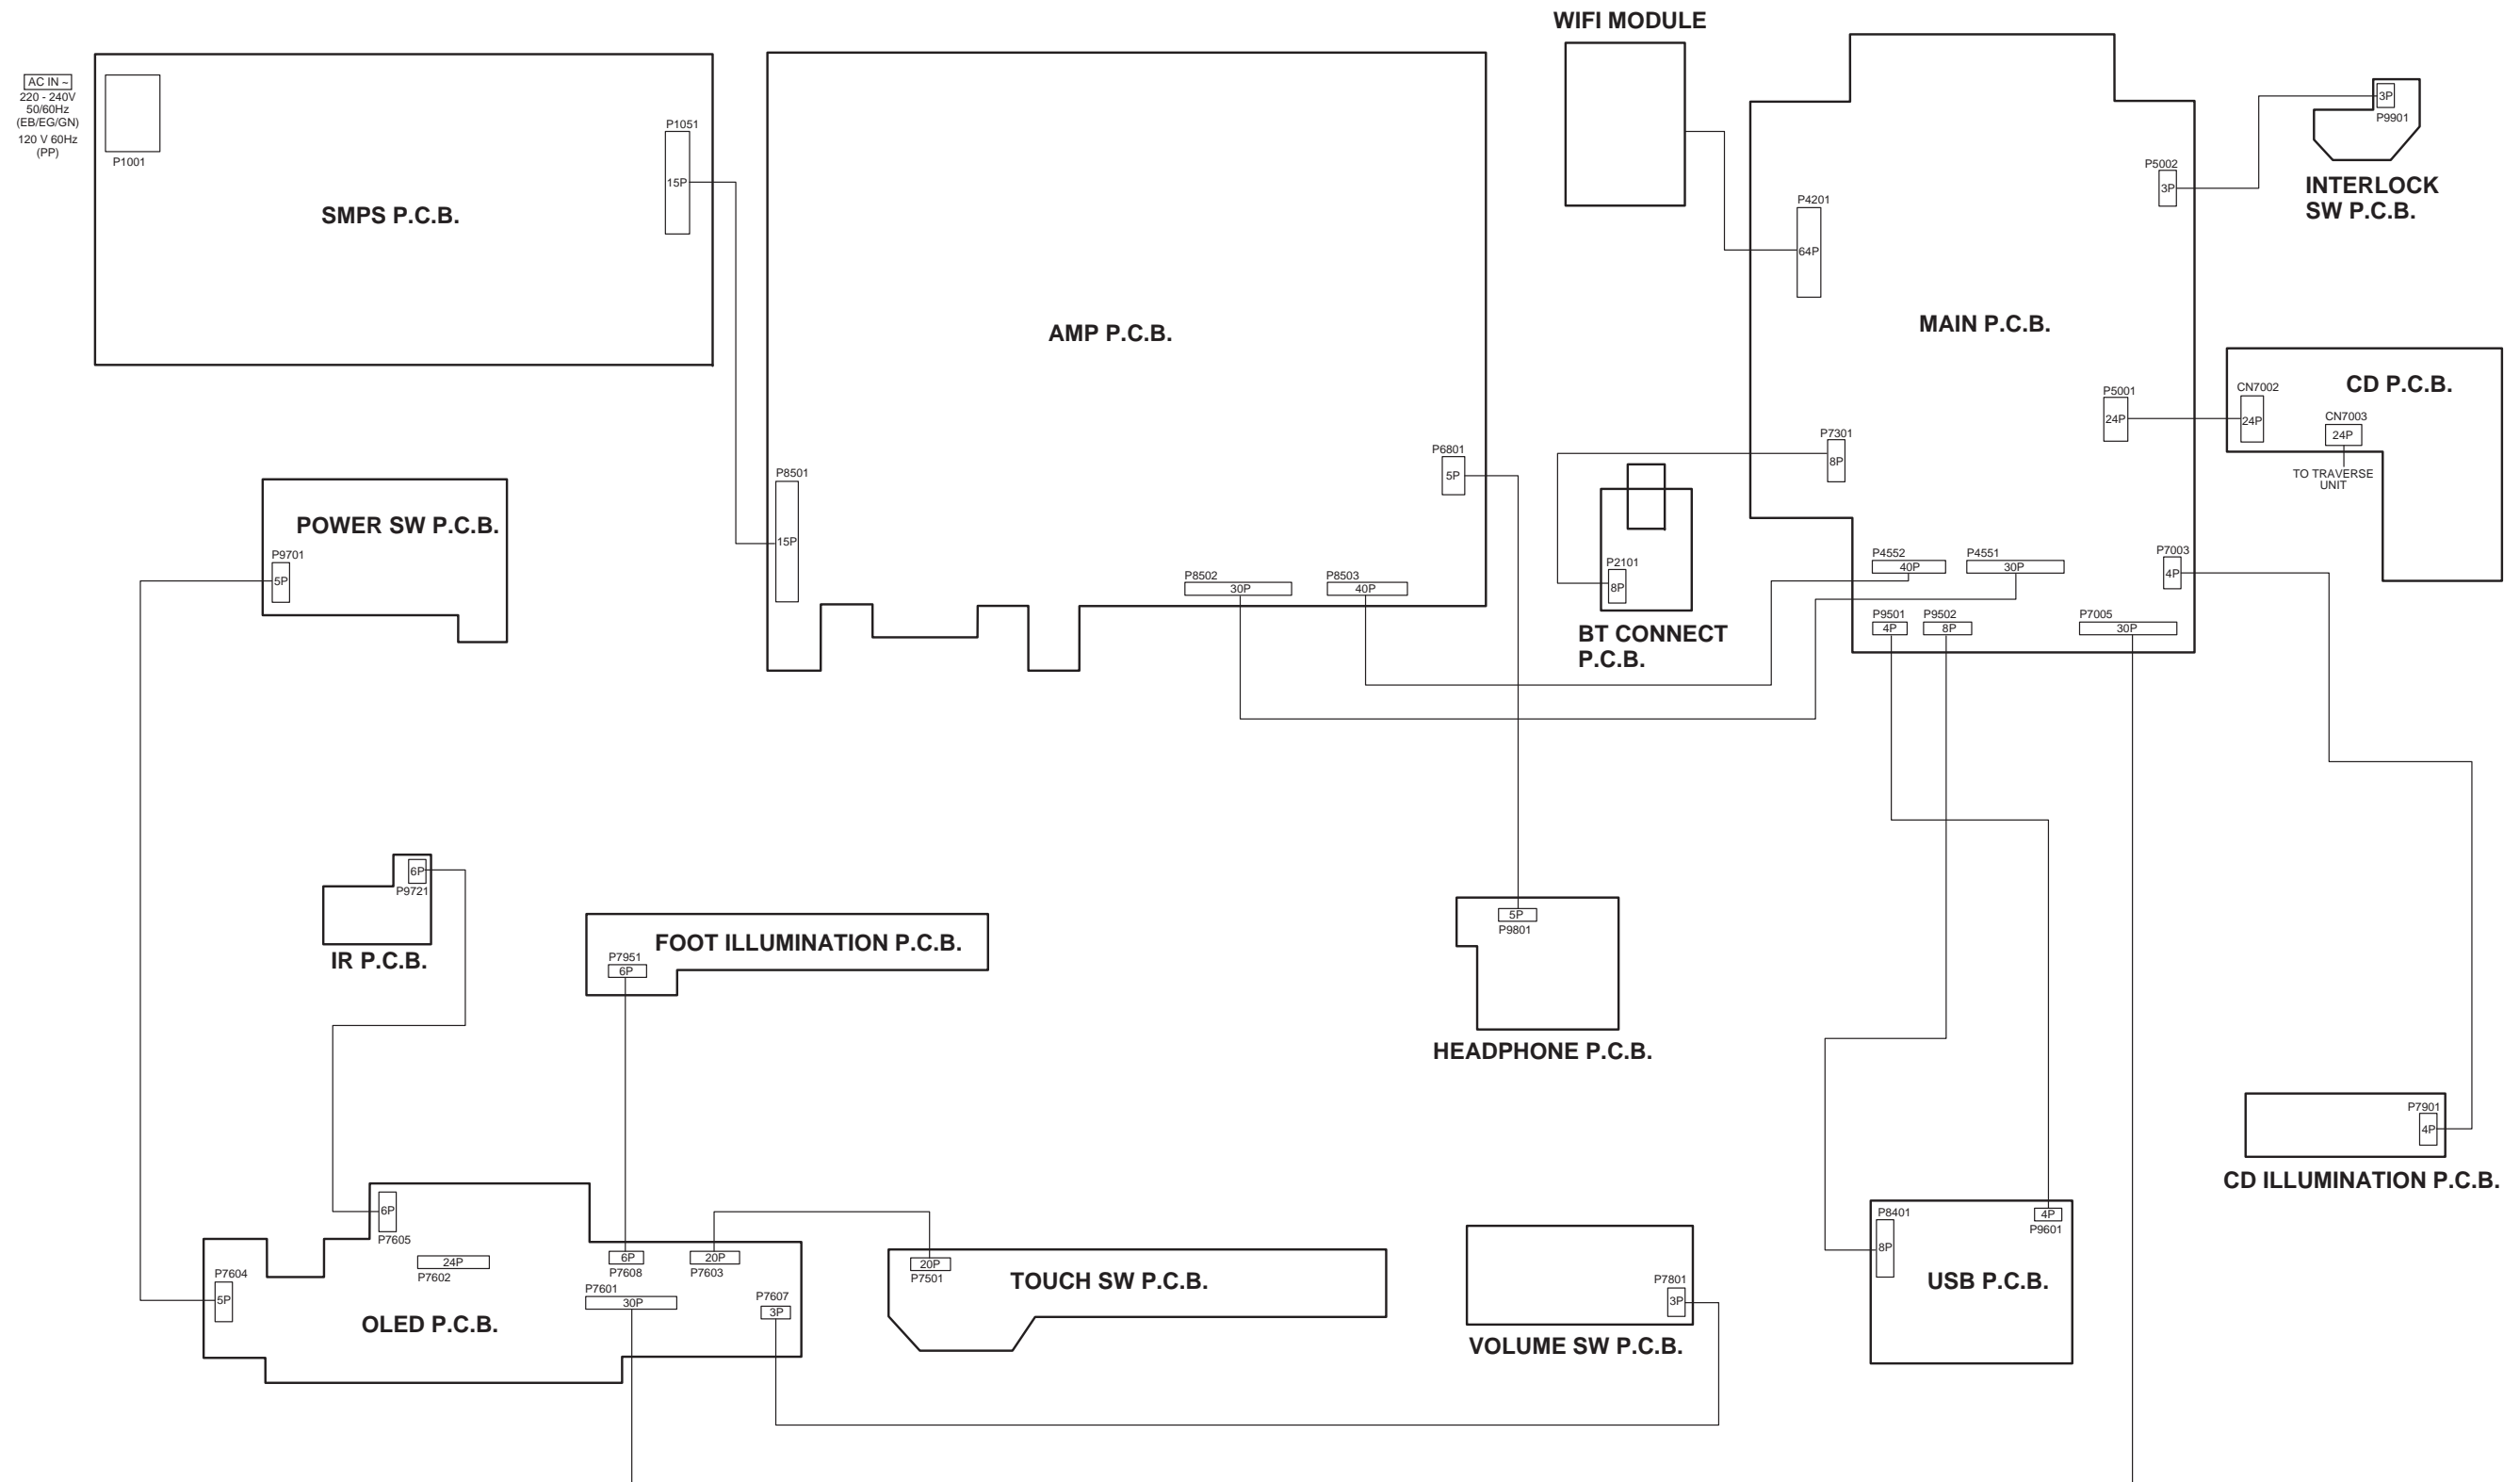 WIFI MODULE
AC IN ~
220 - 240V
50/60Hz
(EB/EG/GN)
120 V 60Hz
(PP)
P1001
P1051
15P
SMPS P.C.B.
AMP P.C.B.
P8501
15P
P6801
5P
P8502
30P
P8503
40P
P4201
64P
MAIN P.C.B.
P5002
3P
3P
P9901
INTERLOCK
SW P.C.B.
P5001
24P
CN7002
24P
CD P.C.B.
CN7003
24P
TO TRAVERSE
UNIT
P7301
8P
P2101
8P
BT CONNECT
P.C.B.
P4552
40P
P4551
30P
P7003
4P
P9501
4P
P9502
8P
P7005
30P
POWER SW P.C.B.
P9701
5P
6P
P9721
IR P.C.B.
FOOT ILLUMINATION P.C.B.
P7951
6P
5P
P9801
HEADPHONE P.C.B.
P7901
4P
CD ILLUMINATION P.C.B.
6P
P7605
P7604
5P
24P
P7602
6P
P7608
20P
P7603
P7601
30P
P7607
3P
OLED P.C.B.
20P
P7501
TOUCH SW P.C.B.
P7801
3P
VOLUME SW P.C.B.
P8401
8P
4P
P9601
USB P.C.B.